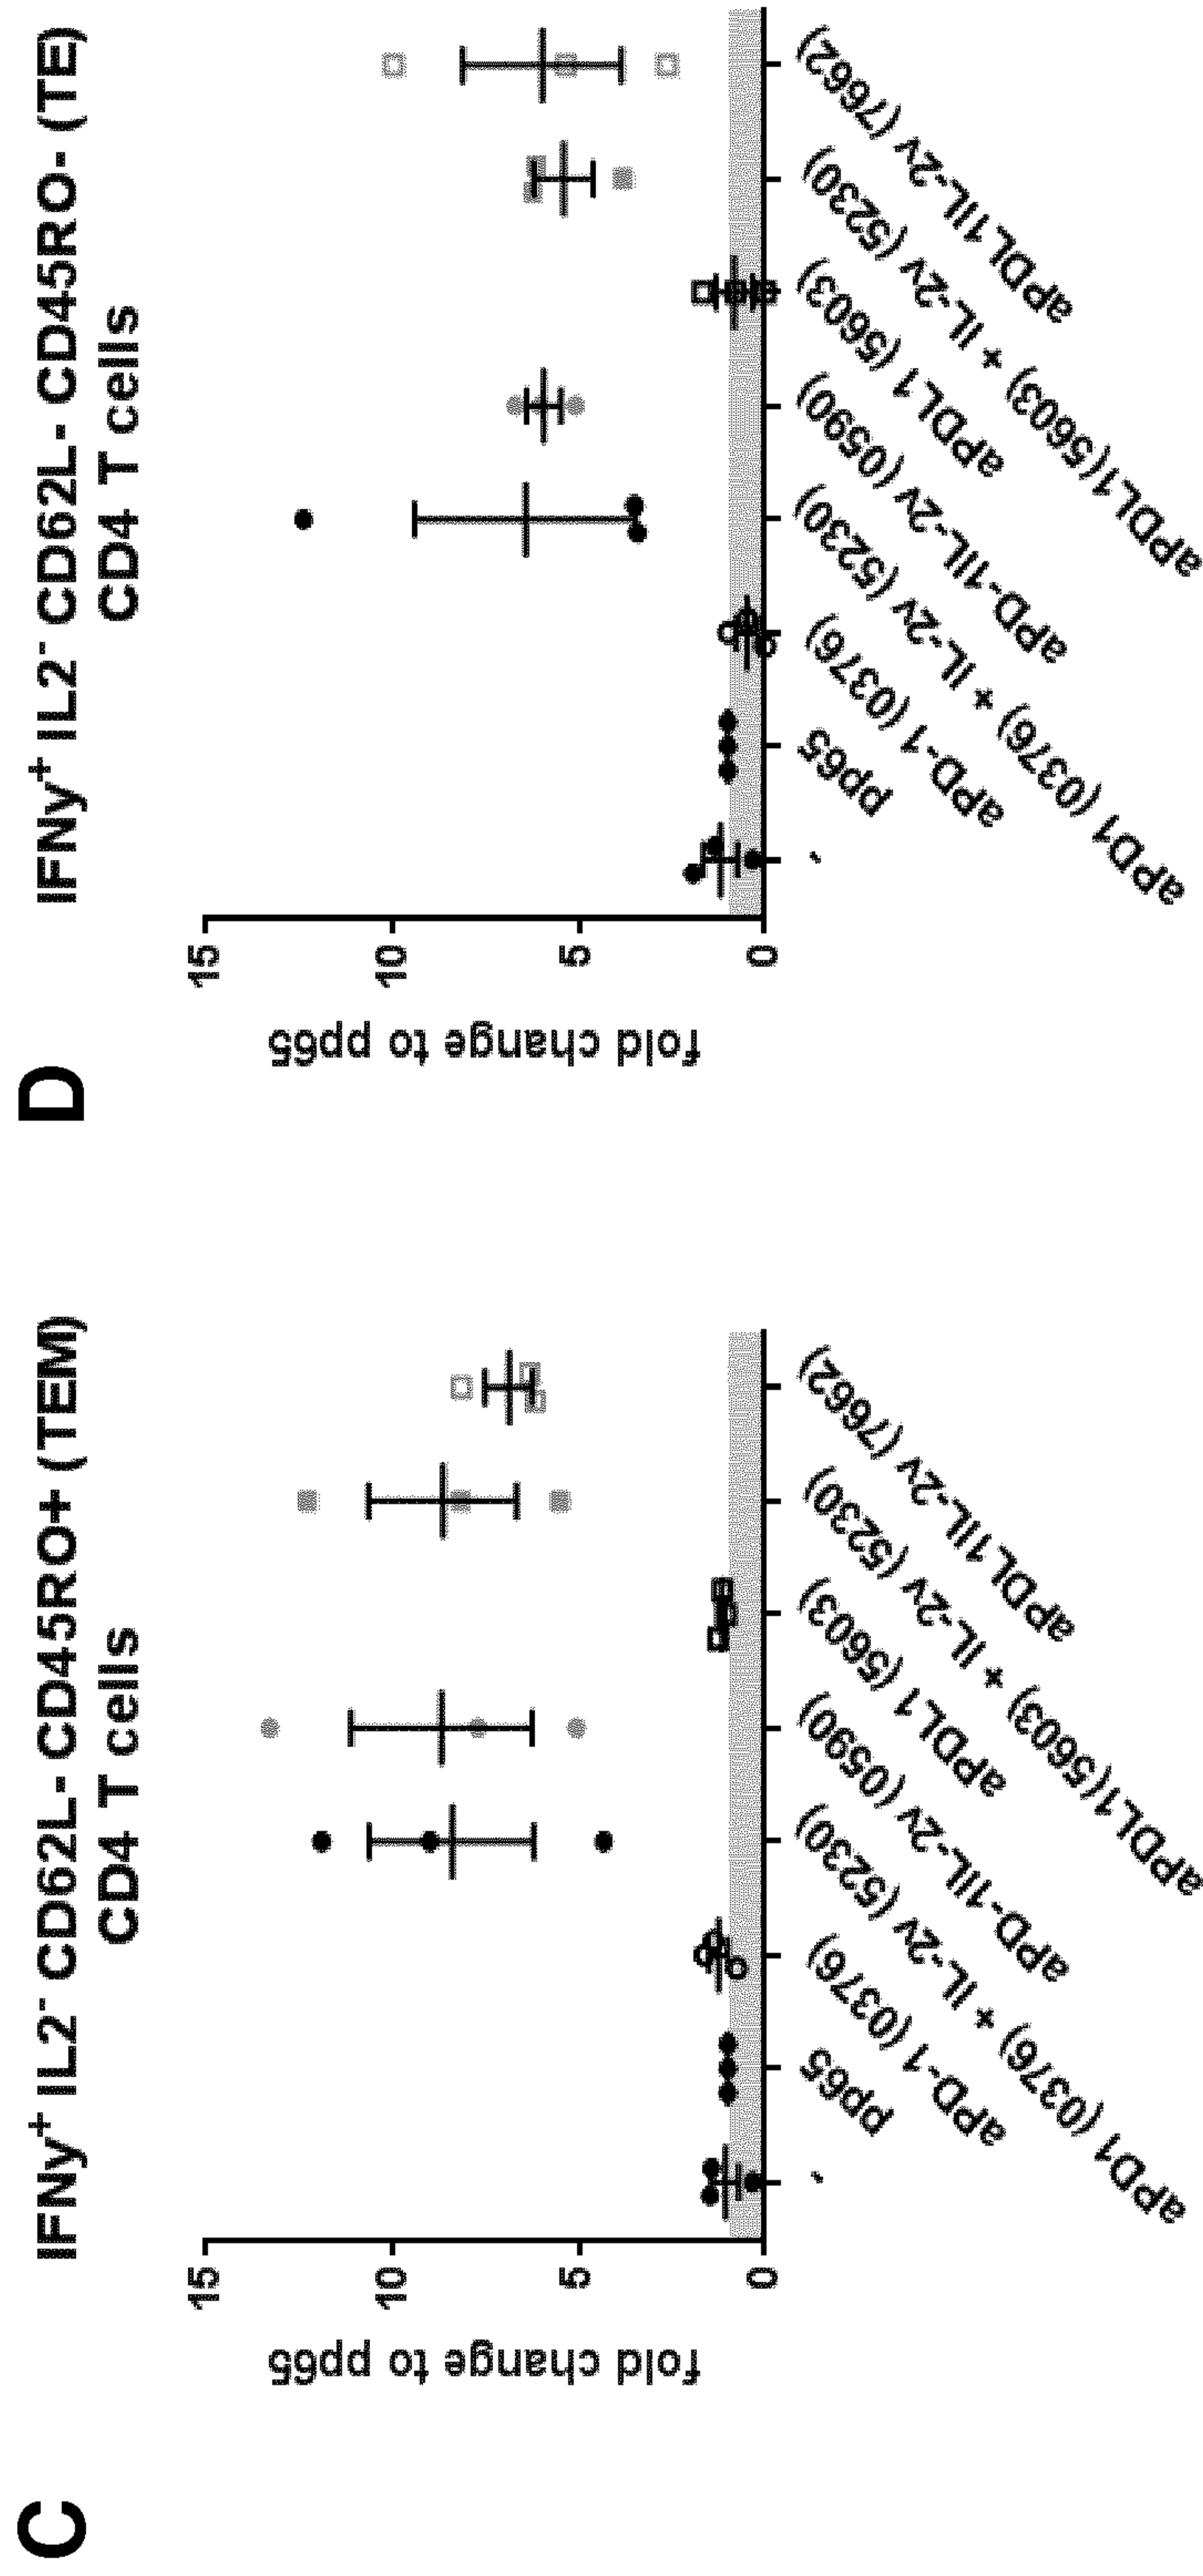 C
IFNy⁺ IL2⁻ CD62L- CD45RO+ (TEM)
CD4 T cells
fold change to pp65
15
10
5
0
-
pp65
aPD-1 (0376)
aPD1 (0376) + IL-2v (5230)
aPD-1IL-2v (0590)
aPDL1 (5603)
aPDL1(5603) + IL-2v (5230)
aPDL1IL-2v (7662)
D
IFNy⁺ IL2⁻ CD62L- CD45RO- (TE)
CD4 T cells
fold change to pp65
15
10
5
0
-
pp65
aPD-1 (0376)
aPD1 (0376) + IL-2v (5230)
aPD-1IL-2v (0590)
aPDL1 (5603)
aPDL1(5603) + IL-2v (5230)
aPDL1IL-2v (7662)